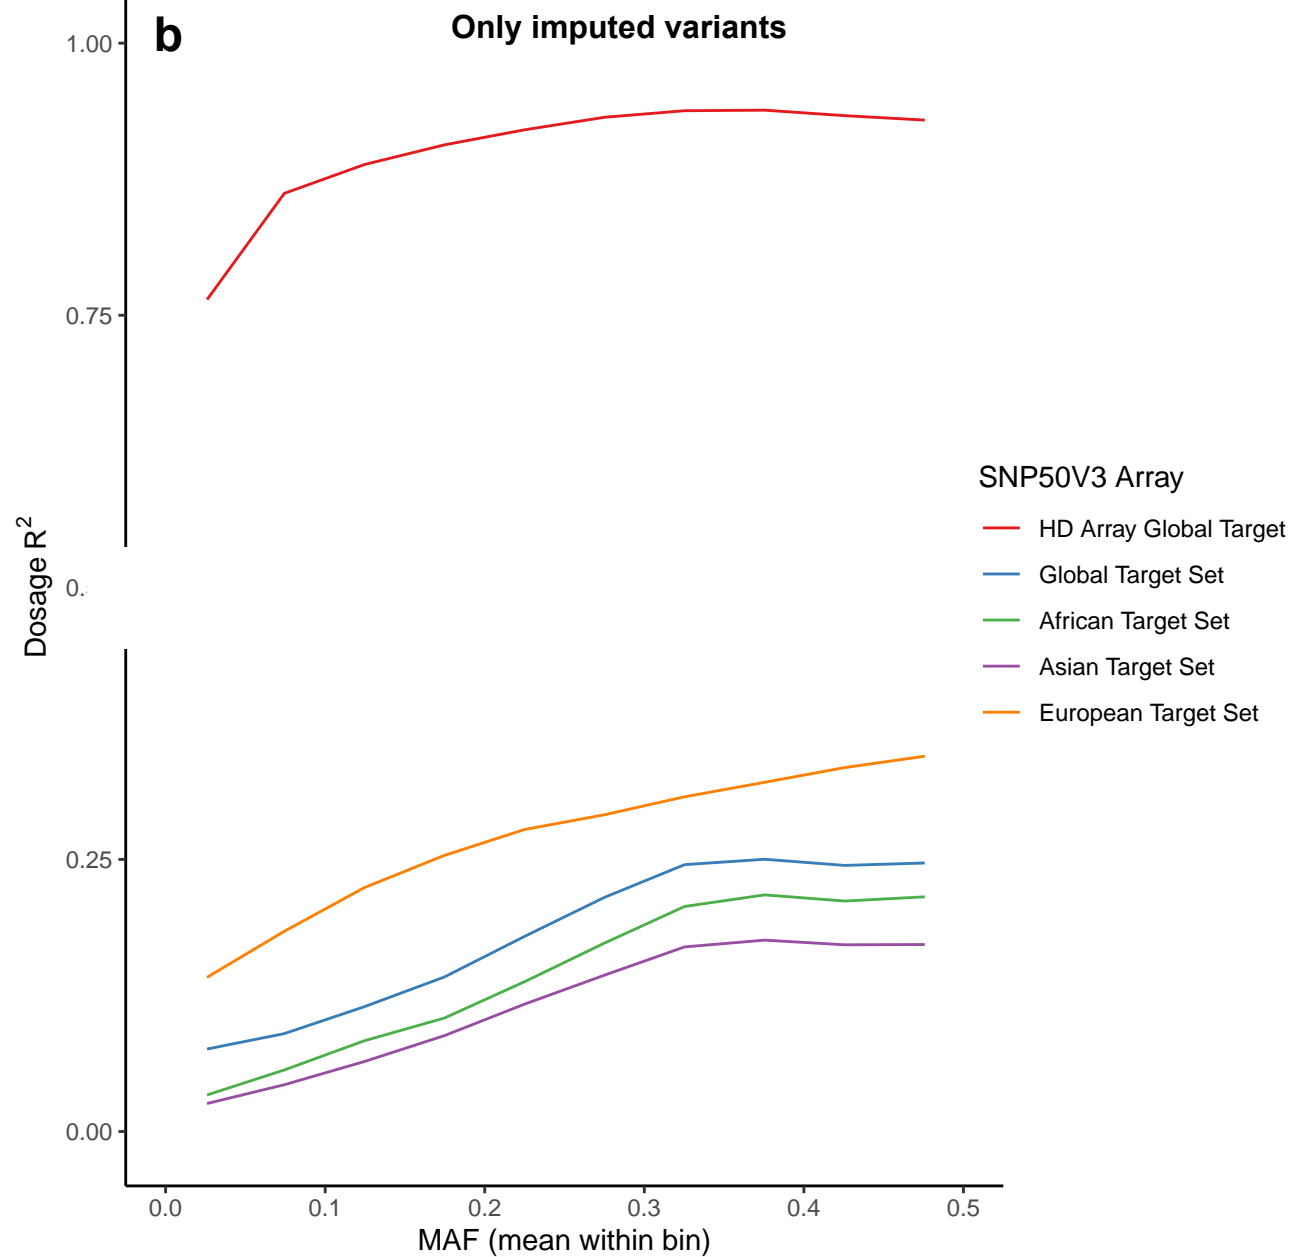 b
Only imputed variants
1.00
0.75
0.
0.25
0.00
Dosage R²
0.0 0.1 0.2 0.3 0.4 0.5
MAF (mean within bin)
SNP50V3 Array
HD Array Global Target
Global Target Set
African Target Set
Asian Target Set
European Target Set